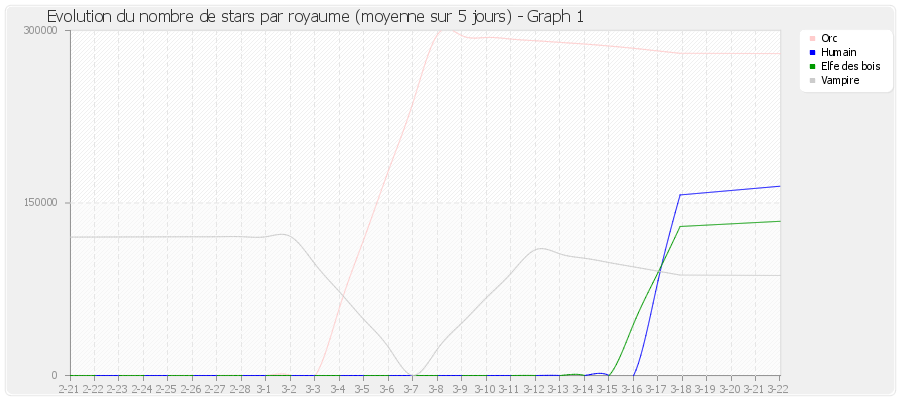 Evolution du nombre de stars par royaume (moyenne sur 5 jours) - Graph 1
300000
150000
0
2-21 2-22 2-23 2-24 2-25 2-26 2-27 2-28 3-1 3-2 3-3 3-4 3-5 3-6 3-7 3-8 3-9 3-10 3-11 3-12 3-13 3-14 3-15 3-16 3-17 3-18 3-19 3-20 3-21 3-22
Orc
Humain
Elfe des bois
Vampire